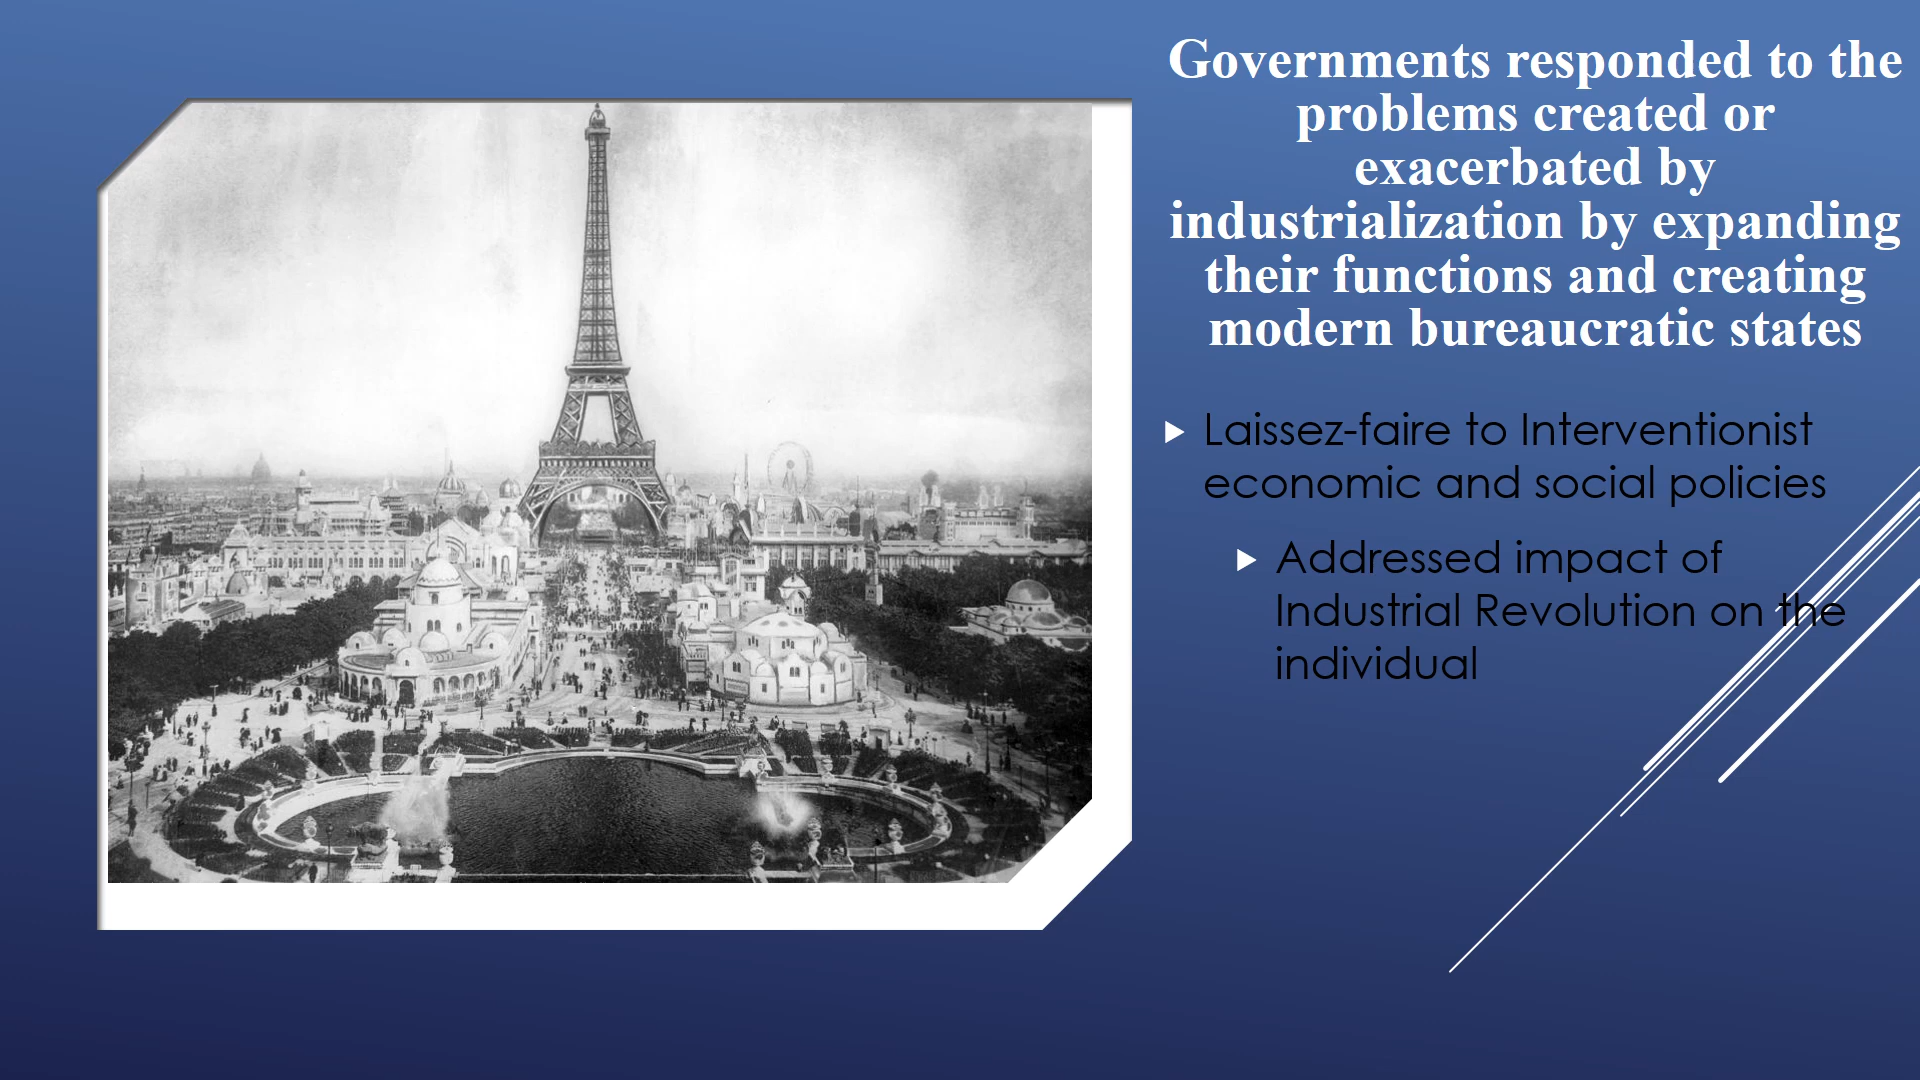 Governments responded to the
problems created or
exacerbated by
industrialization by expanding
their functions and creating
modern bureaucratic states
Laissez-faire to Interventionist
economic and social policies
Addressed impact of
Industrial Revolution on the
individual